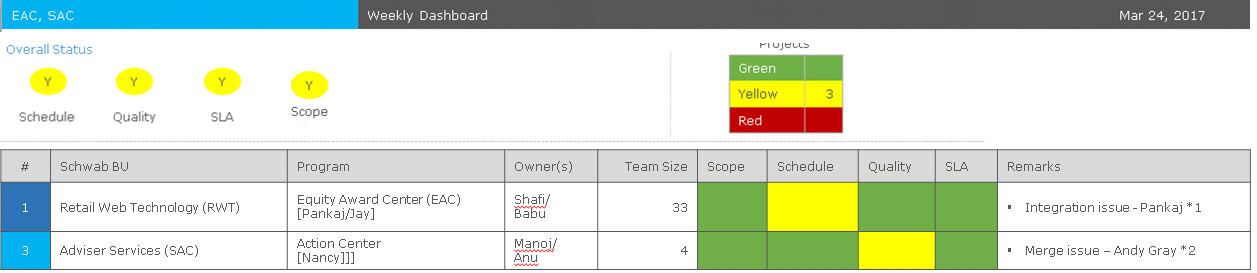 EAC, SAC Weekly Dashboard Mar 24, 2017
Overall Status Projects
Y Y Y Y
Schedule Quality SLA Scope
Green
Yellow 3
Red
# Schwab BU Program Owner(s) Team Size Scope Schedule Quality SLA Remarks
1 Retail Web Technology (RWT) Equity Award Center (EAC) Shafi/ 33 ▪ Integration issue - Pankaj *1
[Pankaj/Jay] Babu
3 Adviser Services (SAC) Action Center Manoj/ 4 ▪ Merge issue – Andy Gray *2
[Nancy]]] Anu